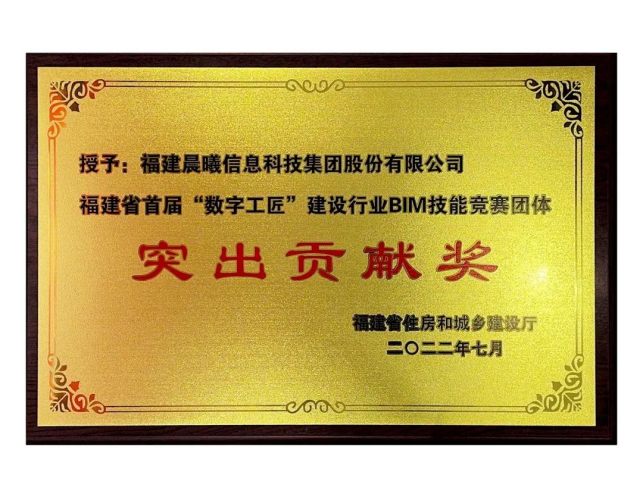 授予：福建晨曦信息科技集团股份有限公司
福建省首届“数字工匠”建设行业BIM技能竞赛团体
突出贡献奖
福建省住房和城乡建设厅
二〇二二年七月